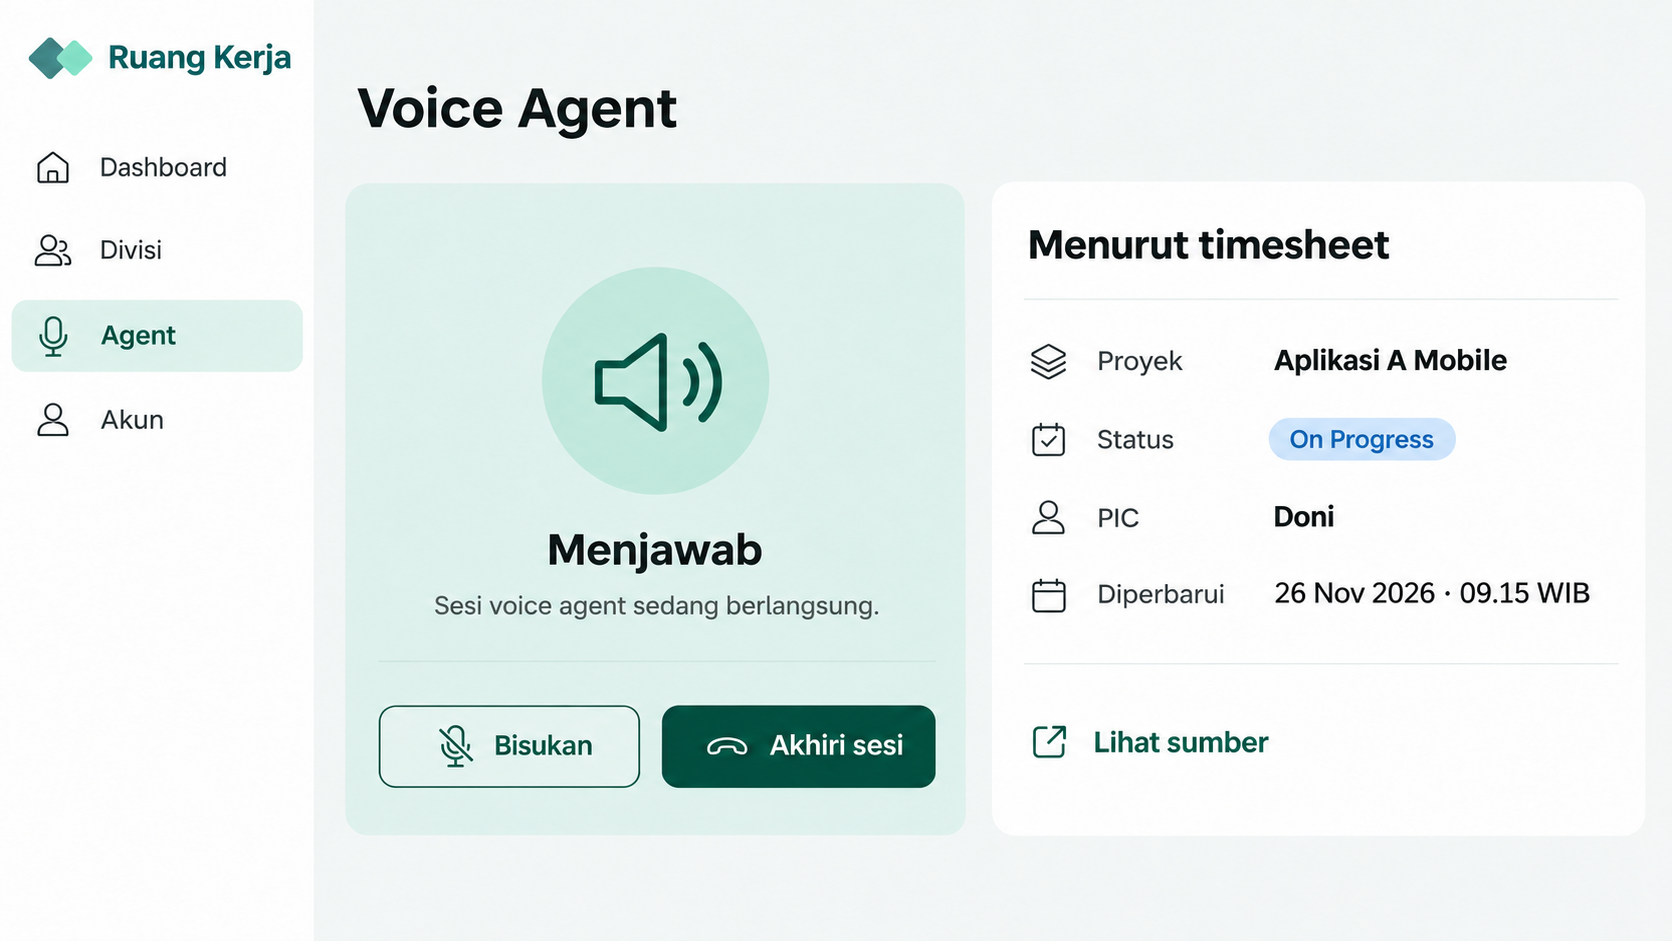 Ruang Kerja
Dashboard
Divisi
Agent
Akun
Voice Agent
Menjawab
Sesi voice agent sedang berlangsung.
Bisukan
Akhiri sesi
Menurut timesheet
Proyek Aplikasi A Mobile
Status On Progress
PIC Doni
Diperbarui 26 Nov 2026 · 09.15 WIB
Lihat sumber